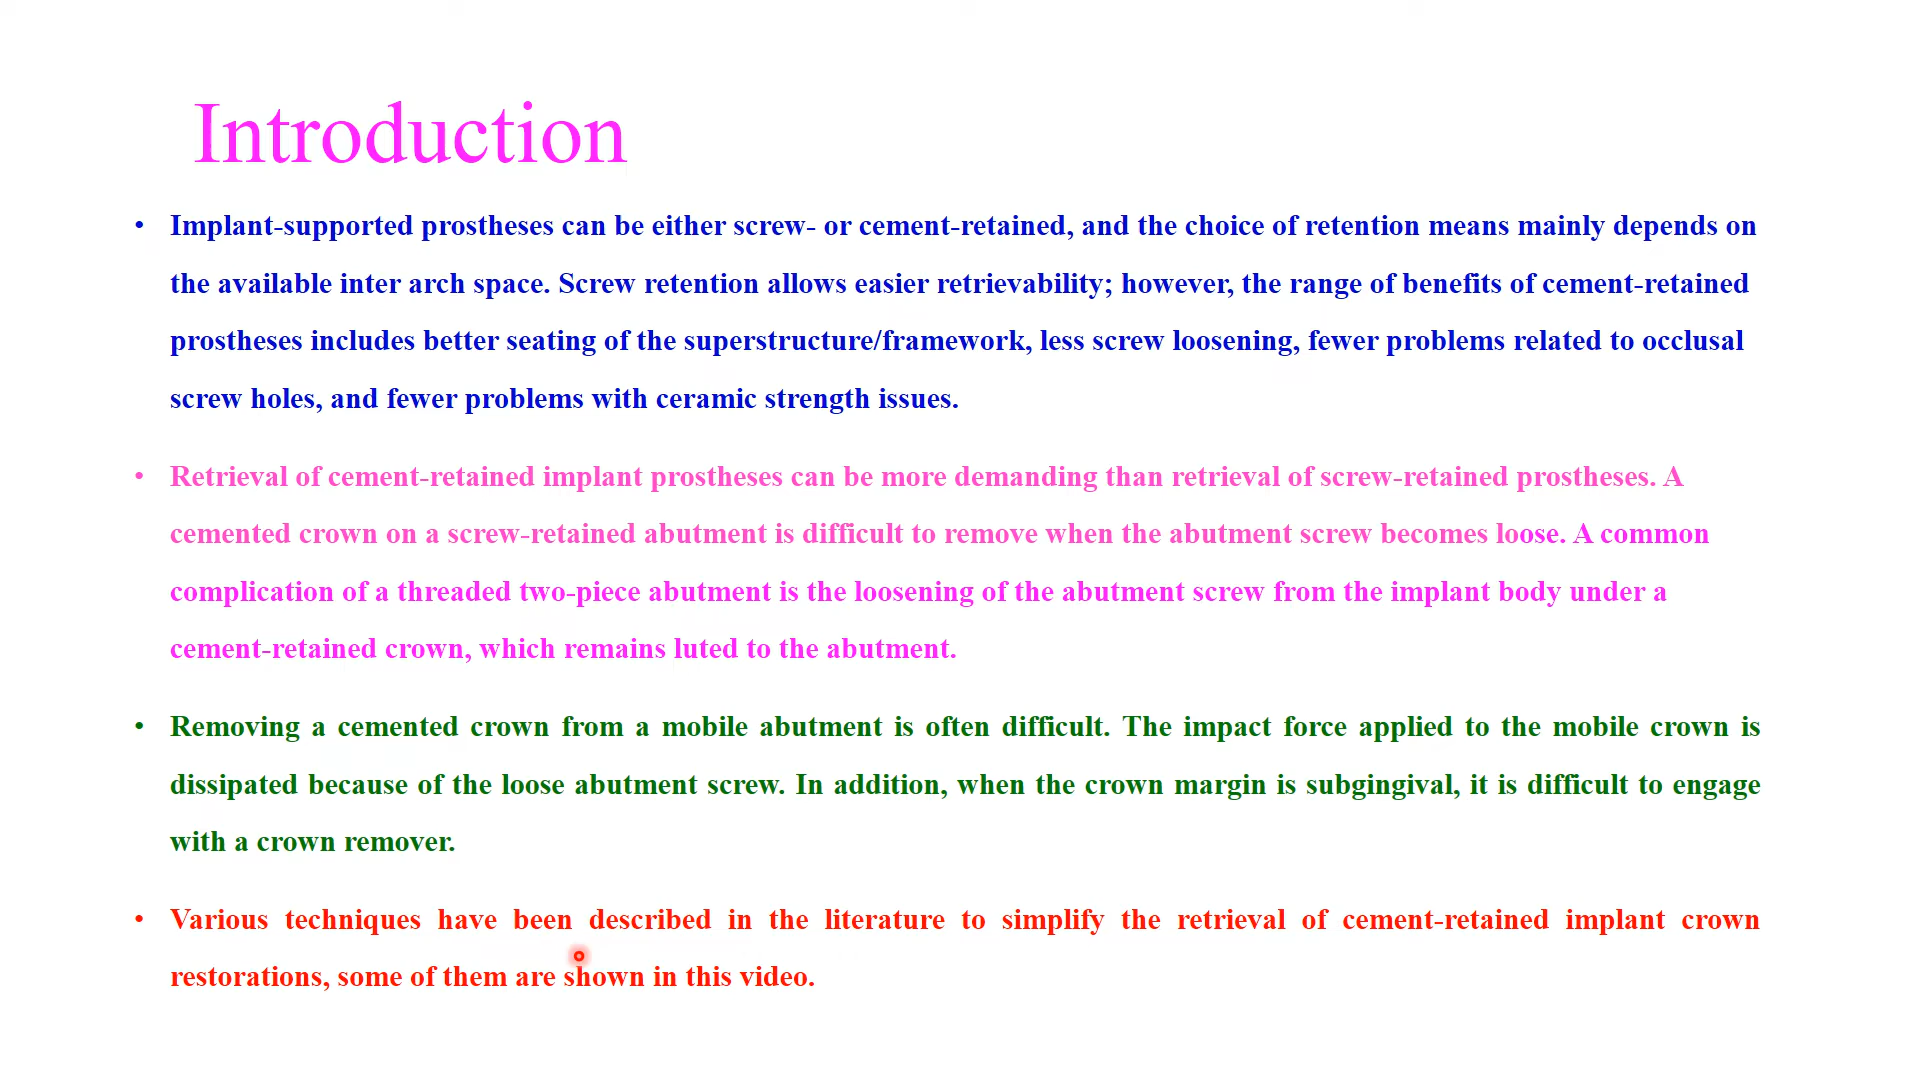 Introduction
• Implant-supported prostheses can be either screw- or cement-retained, and the choice of retention means mainly depends on
the available inter arch space. Screw retention allows easier retrievability; however, the range of benefits of cement-retained
prostheses includes better seating of the superstructure/framework, less screw loosening, fewer problems related to occlusal
screw holes, and fewer problems with ceramic strength issues.
• Retrieval of cement-retained implant prostheses can be more demanding than retrieval of screw-retained prostheses. A
cemented crown on a screw-retained abutment is difficult to remove when the abutment screw becomes loose. A common
complication of a threaded two-piece abutment is the loosening of the abutment screw from the implant body under a
cement-retained crown, which remains luted to the abutment.
• Removing a cemented crown from a mobile abutment is often difficult. The impact force applied to the mobile crown is
dissipated because of the loose abutment screw. In addition, when the crown margin is subgingival, it is difficult to engage
with a crown remover.
• Various techniques have been described in the literature to simplify the retrieval of cement-retained implant crown
restorations, some of them are shown in this video.